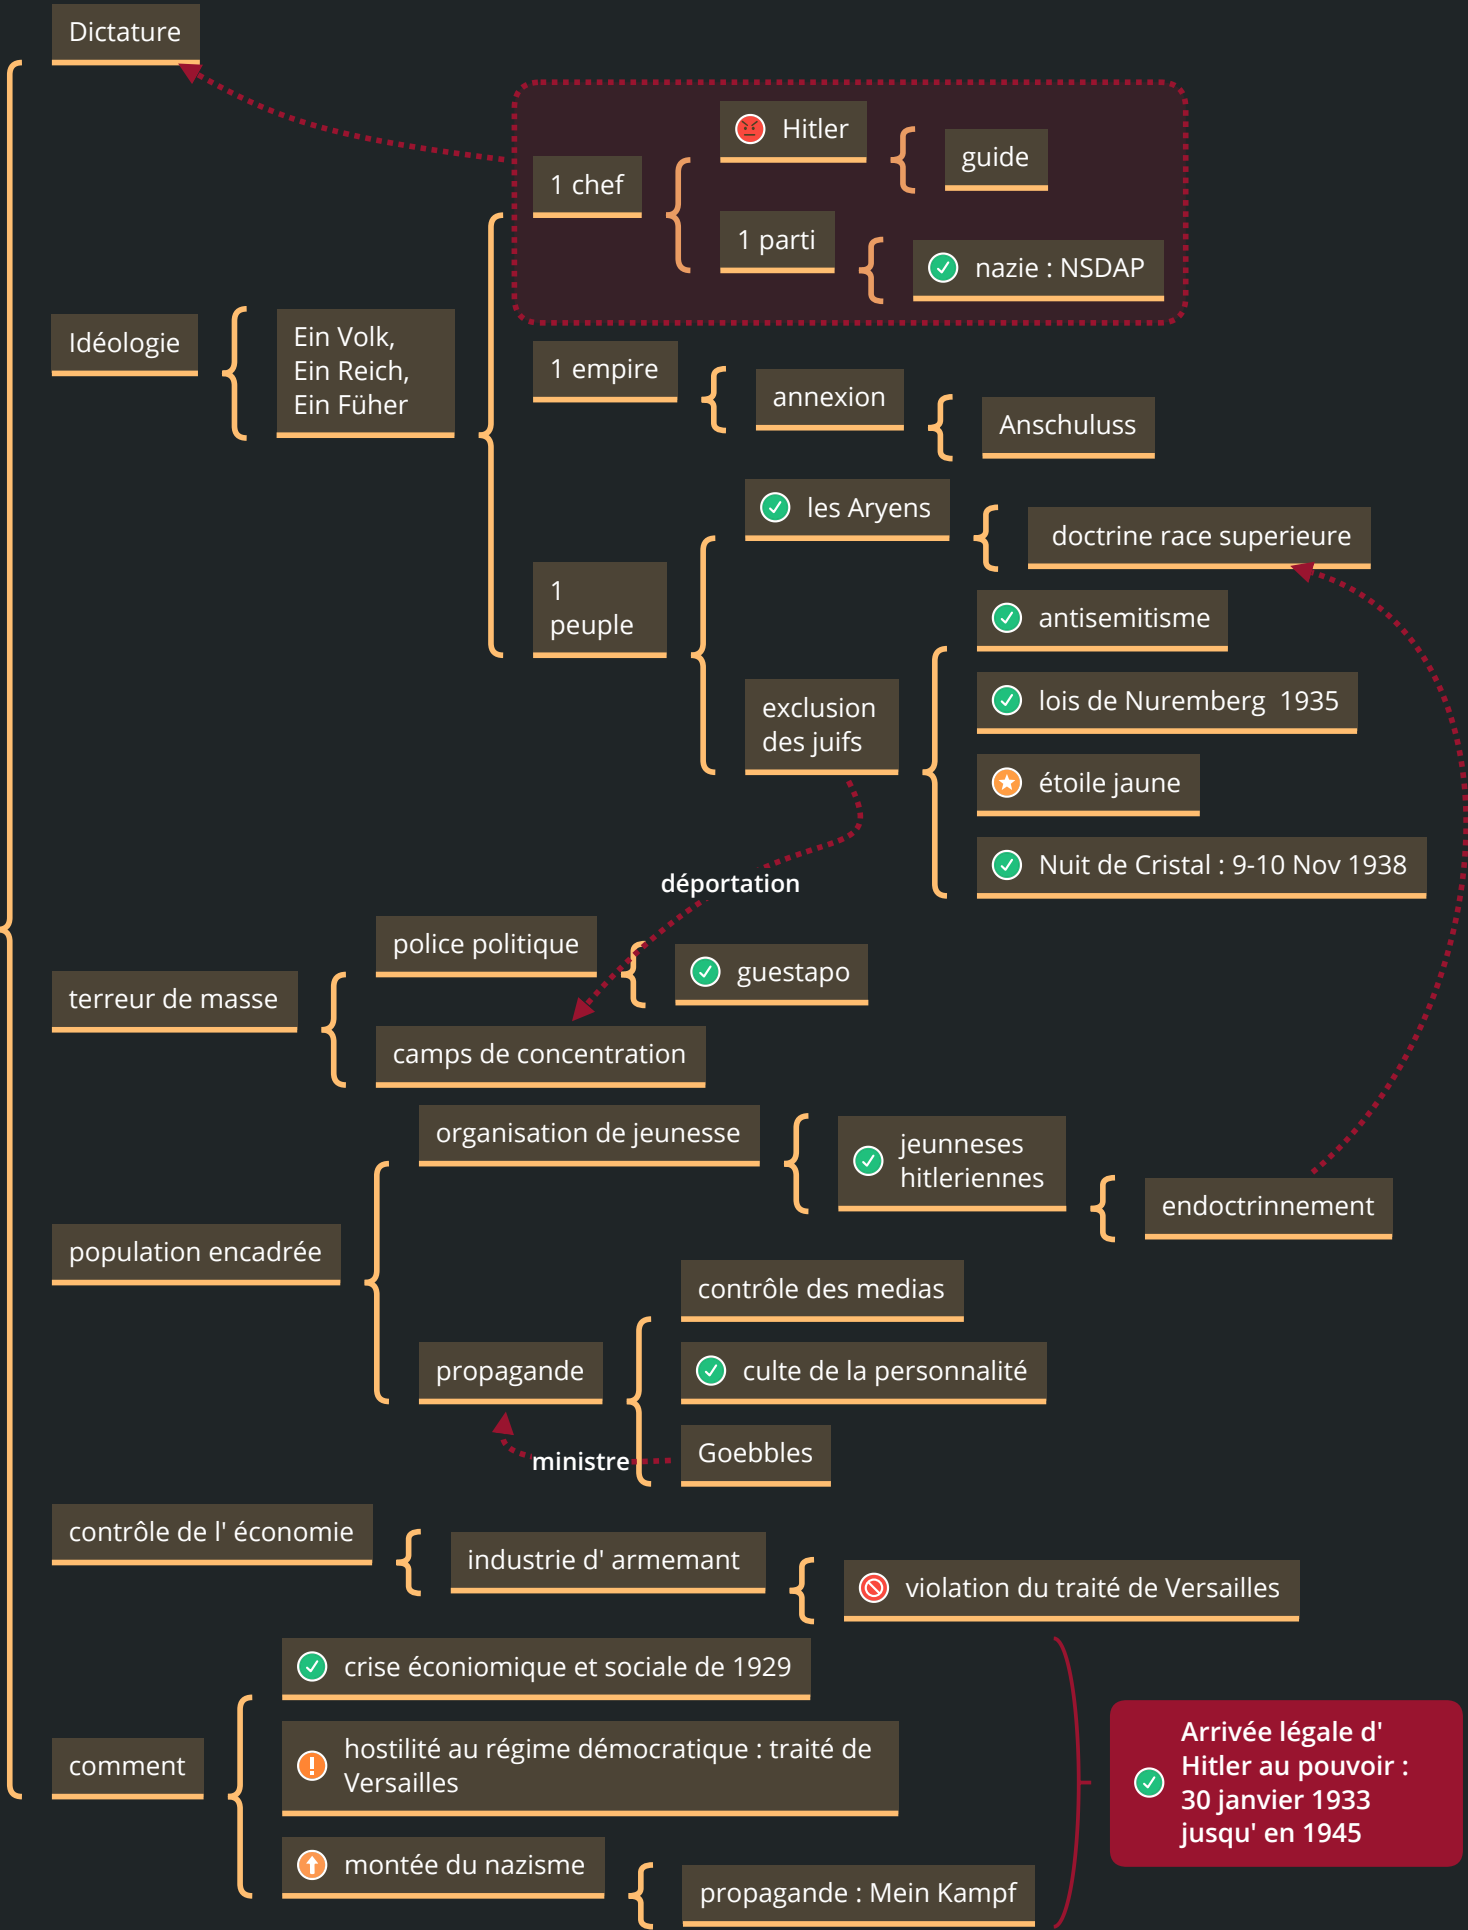 Dictature
Idéologie
Ein Volk,
Ein Reich,
Ein Füher
1 chef
Hitler
guide
1 parti
nazie : NSDAP
1 empire
annexion
Anschuluss
1
peuple
les Aryens
doctrine race superieure
exclusion
des juifs
antisemitisme
lois de Nuremberg  1935
étoile jaune
Nuit de Cristal : 9-10 Nov 1938
déportation
terreur de masse
police politique
guestapo
camps de concentration
population encadrée
organisation de jeunesse
jeunneses
hitleriennes
endoctrinnement
propagande
contrôle des medias
culte de la personnalité
Goebbles
ministre
contrôle de l' économie
industrie d' armemant
violation du traité de Versailles
comment
crise éconiomique et sociale de 1929
hostilité au régime démocratique : traité de
Versailles
montée du nazisme
propagande : Mein Kampf
Arrivée légale d'
Hitler au pouvoir :
30 janvier 1933
jusqu' en 1945